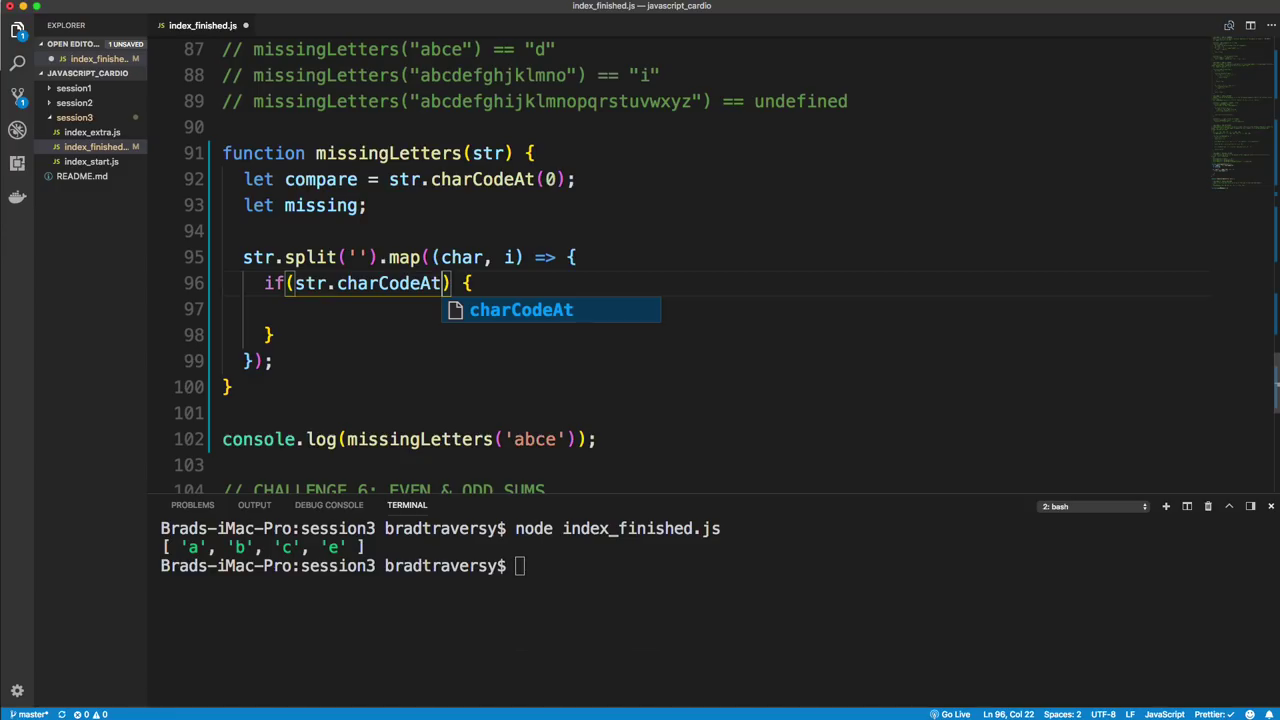 index_finished.js — javascript_cardio
EXPLORER
index_finished.js
OPEN EDITO... 1 UNSAVED
index_finishe...
JAVASCRIPT_CARDIO
session1
session2
session3
JS index_extra.js
JS index_finished...
JS index_start.js
README.md
87 // missingLetters("abce") == "d"
88 // missingLetters("abcdefghjklmno") == "i"
89 // missingLetters("abcdefghijklmnopqrstuvwxyz") == undefined
90
91 function missingLetters(str) {
92 let compare = str.charCodeAt(0);
93 let missing;
94
95 str.split('').map((char, i) => {
96 if(str.charCodeAt) {
charCodeAt
97
98 }
99 });
100 }
101
102 console.log(missingLetters('abce'));
103
104 // CHALLENGE 6: EVEN & ODD SUMS
PROBLEMS OUTPUT DEBUG CONSOLE TERMINAL 2: bash
Brads-iMac-Pro:session3 bradtraversy$ node index_finished.js
[ 'a', 'b', 'c', 'e' ]
Brads-iMac-Pro:session3 bradtraversy$
master* 0 0 Go Live Ln 96, Col 22 Spaces: 2 UTF-8 LF JavaScript Prettier: ✓